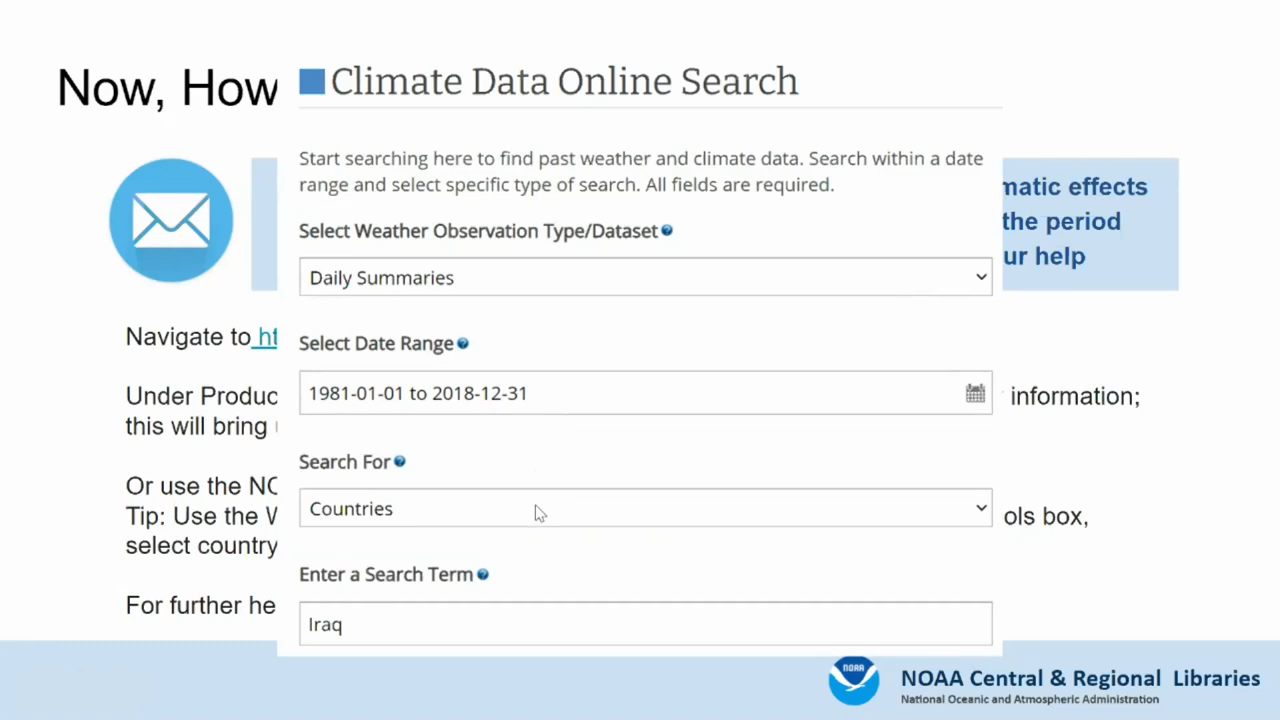 Now, How
Climate Data Online Search
Start searching here to find past weather and climate data. Search within a date
range and select specific type of search. All fields are required.
matic effects
the period
ur help
Select Weather Observation Type/Dataset
Daily Summaries
Navigate to ht
Select Date Range
1981-01-01 to 2018-12-31
Under Produc information;
this will bring
Search For
Or use the NC
Countries
Tip: Use the W ols box,
select country
Enter a Search Term
For further he
Iraq
NOAA
NOAA Central & Regional Libraries
National Oceanic and Atmospheric Administration